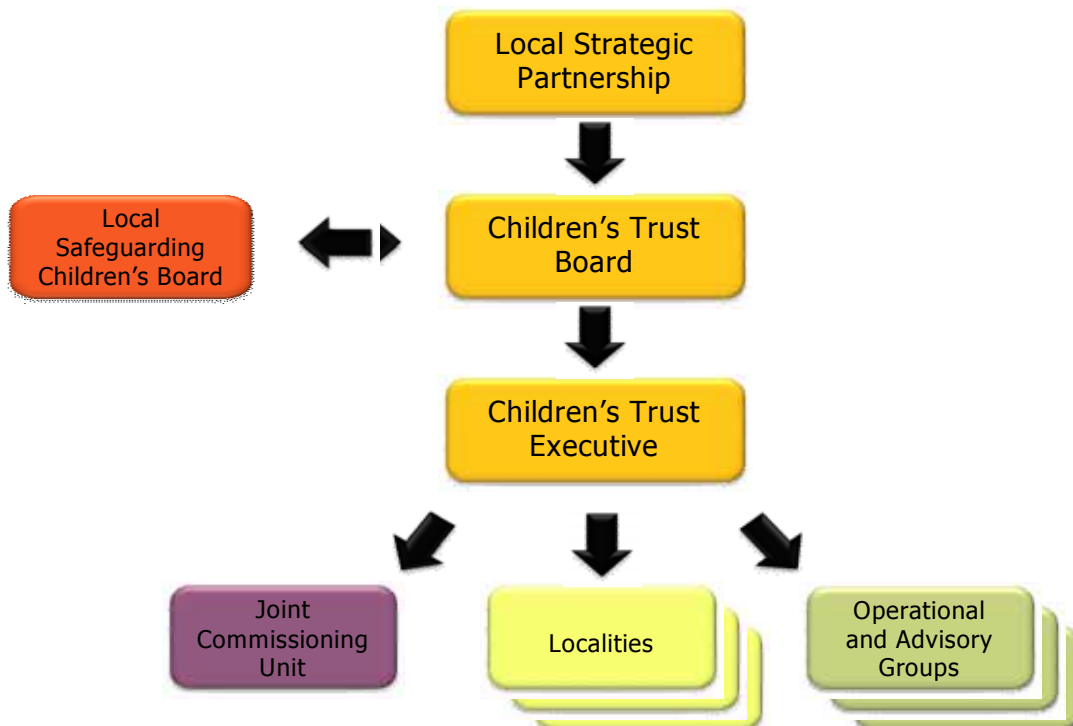 Local Strategic
Partnership
Local
Safeguarding
Children’s Board
Children’s Trust
Board
Children’s Trust
Executive
Joint
Commissioning
Unit
Localities
Operational
and Advisory
Groups